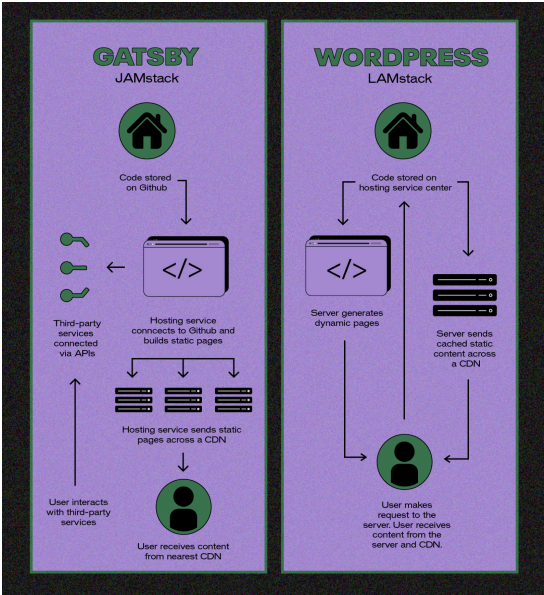 GATSBY
JAMstack
Code stored
on Github
</>
Hosting service
conncects to Github and
builds static pages
Third-party
services
connected
via APIs
Hosting service sends static
pages across a CDN
User interacts
with third-party
services
User receives content
from nearest CDN
WORDPRESS
LAMstack
Code stored on
hosting service center
</>
Server generates
dynamic pages
Server sends
cached static
content across
a CDN
User makes
request to the
server. User receives
content from the
server and CDN.